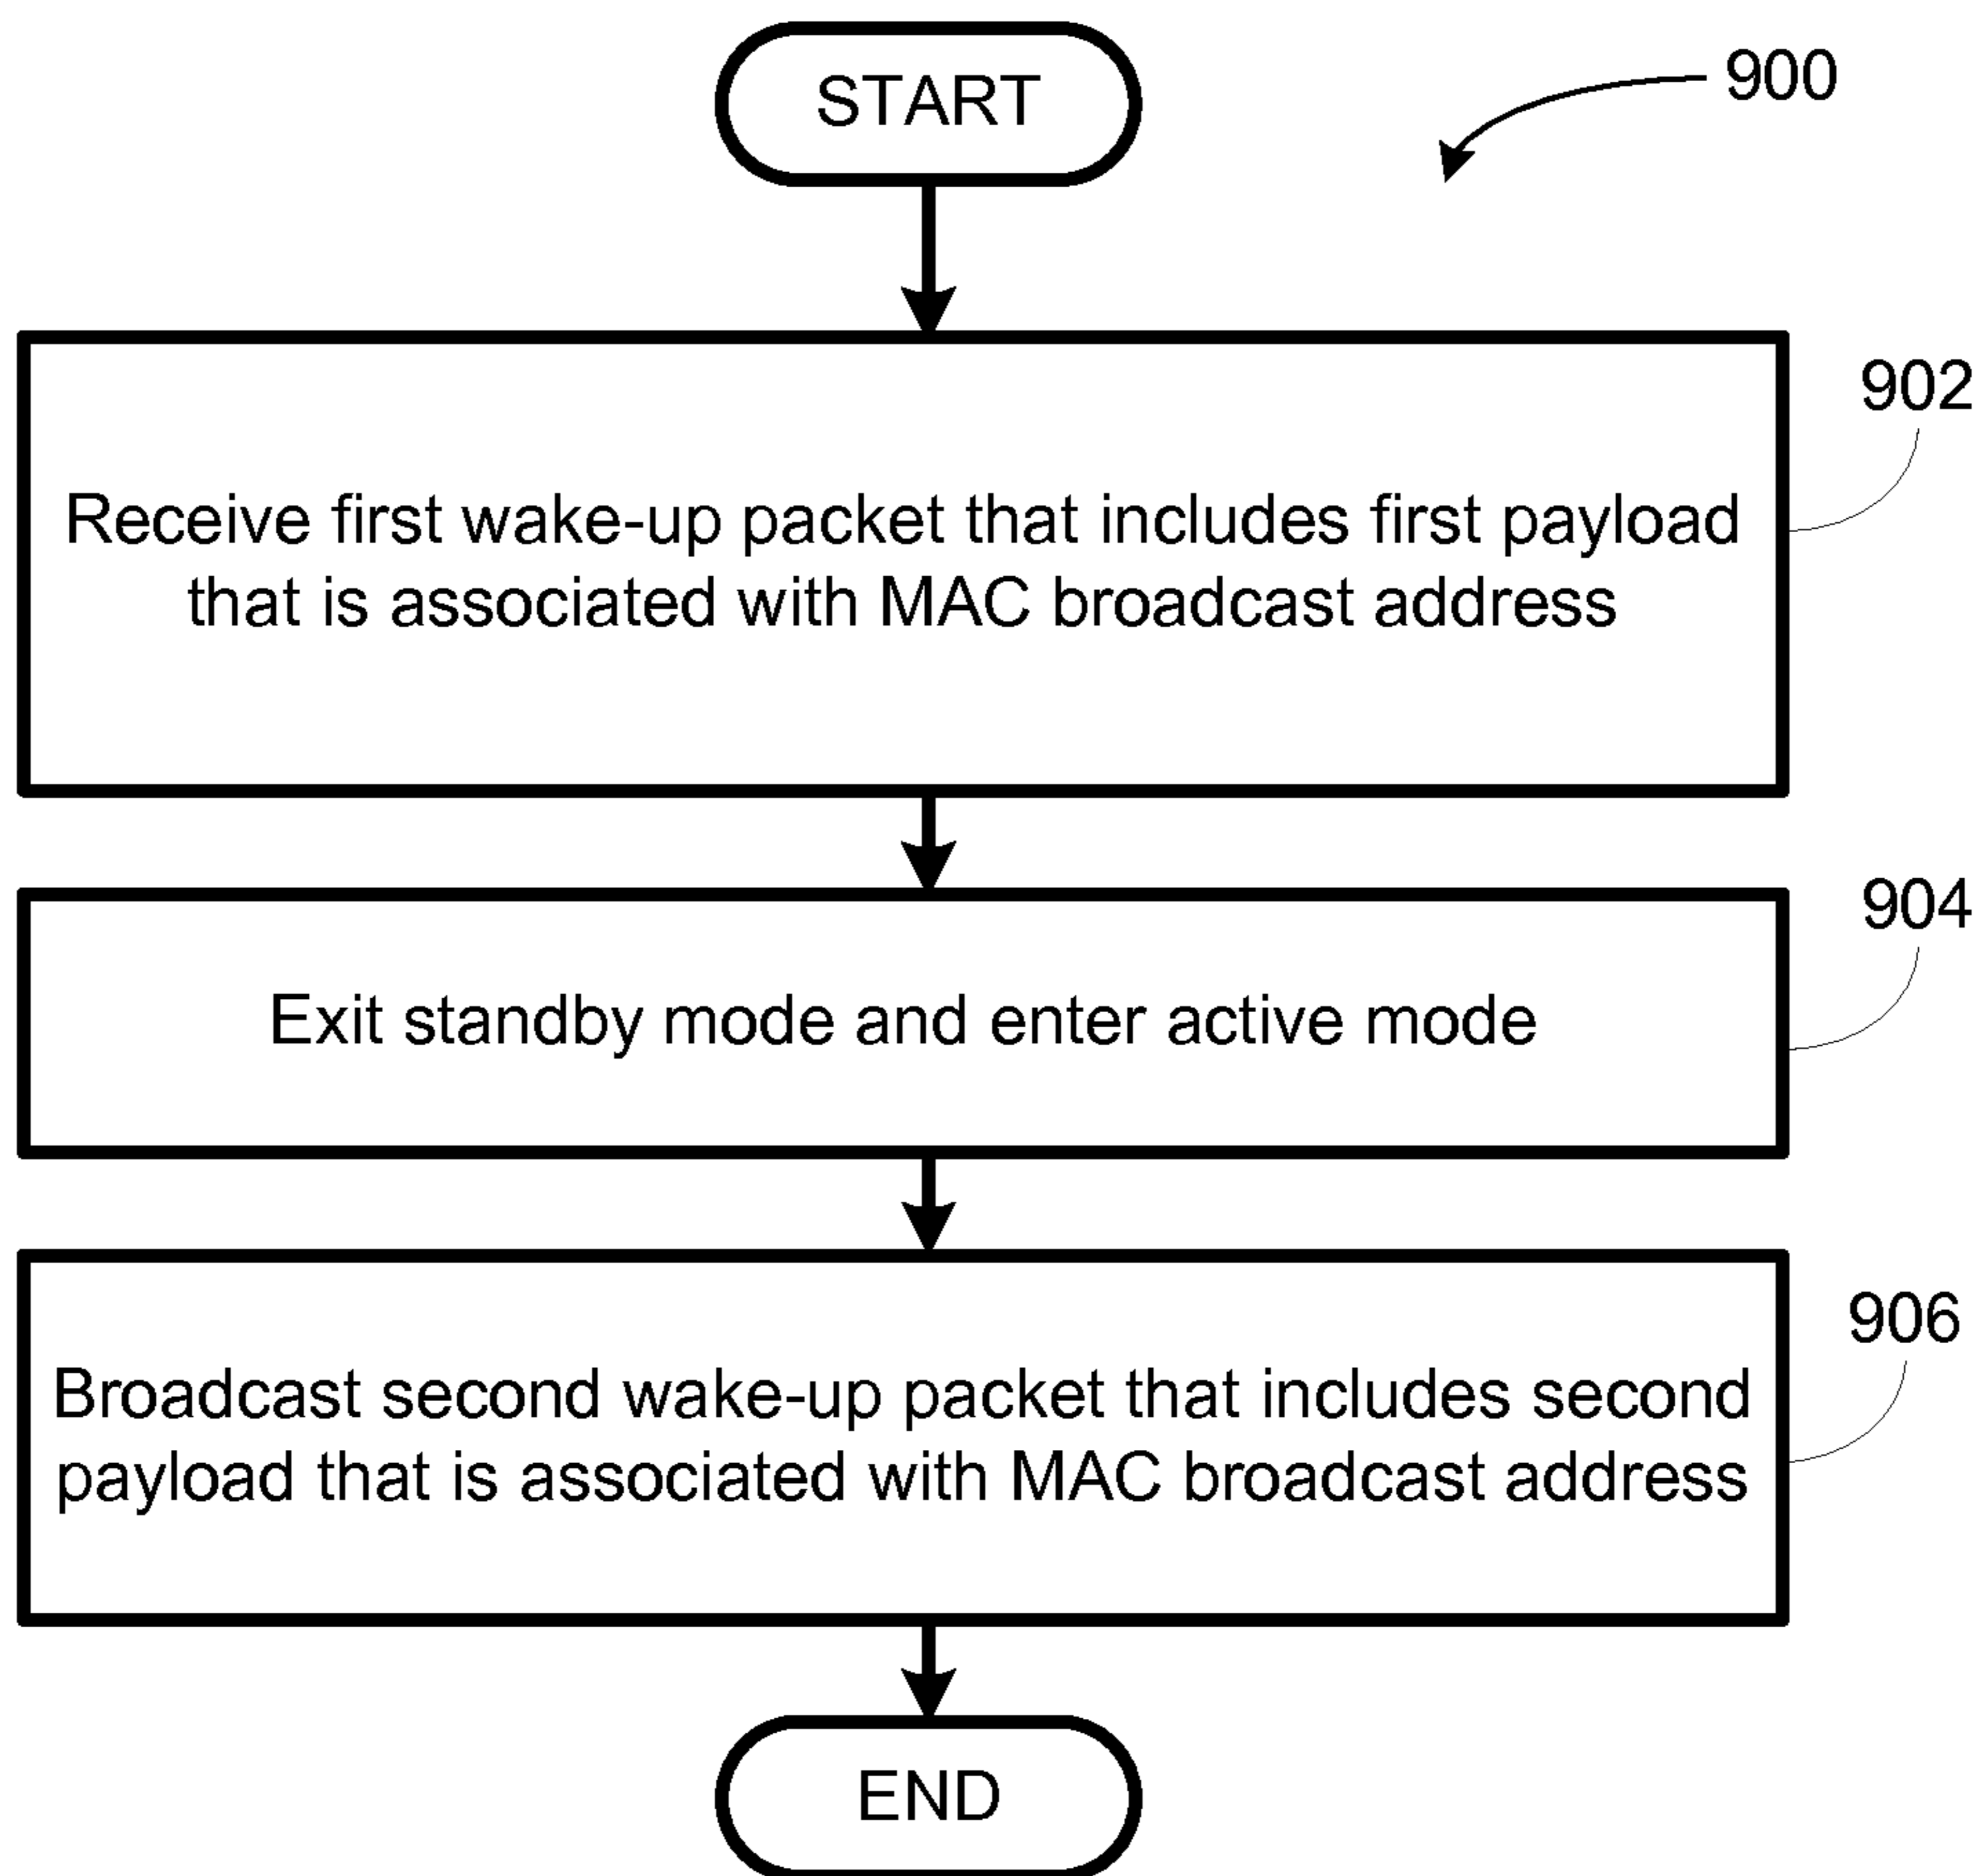 START
900
902
Receive first wake-up packet that includes first payload
that is associated with MAC broadcast address
904
Exit standby mode and enter active mode
906
Broadcast second wake-up packet that includes second
payload that is associated with MAC broadcast address
END